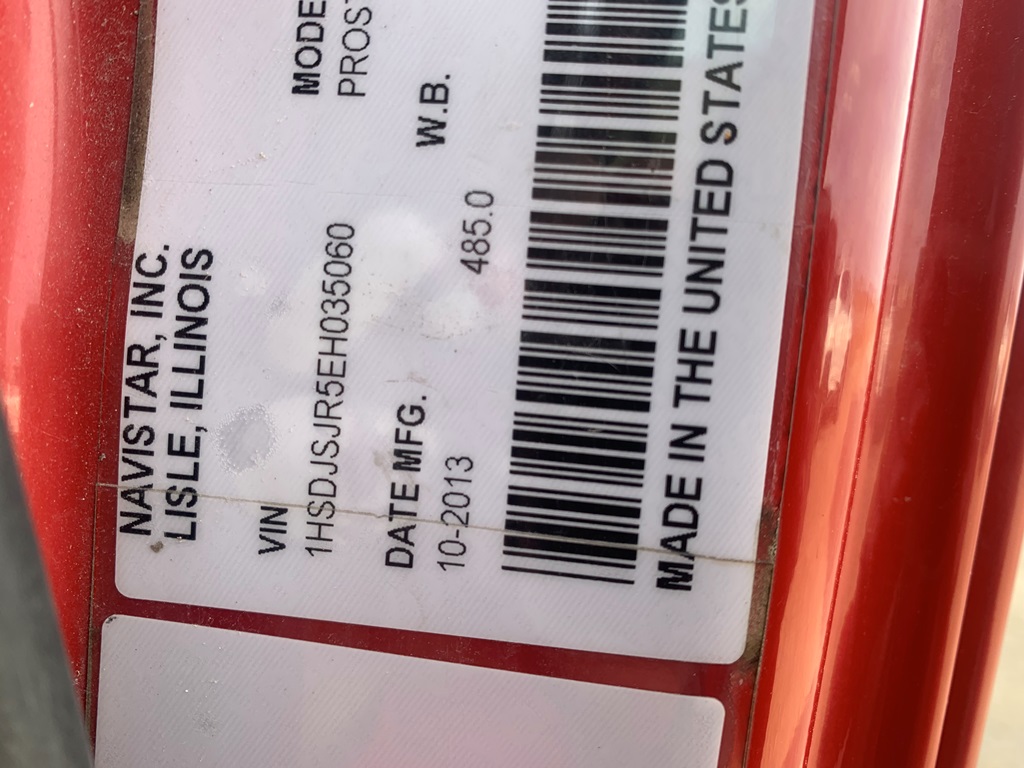 NAVISTAR, INC.
LISLE, ILLINOIS
VIN
1HSDJSJR5EH035060
MODE
PROS
DATE MFG.
10-2013
W.B.
485.0
MADE IN THE UNITED STATES